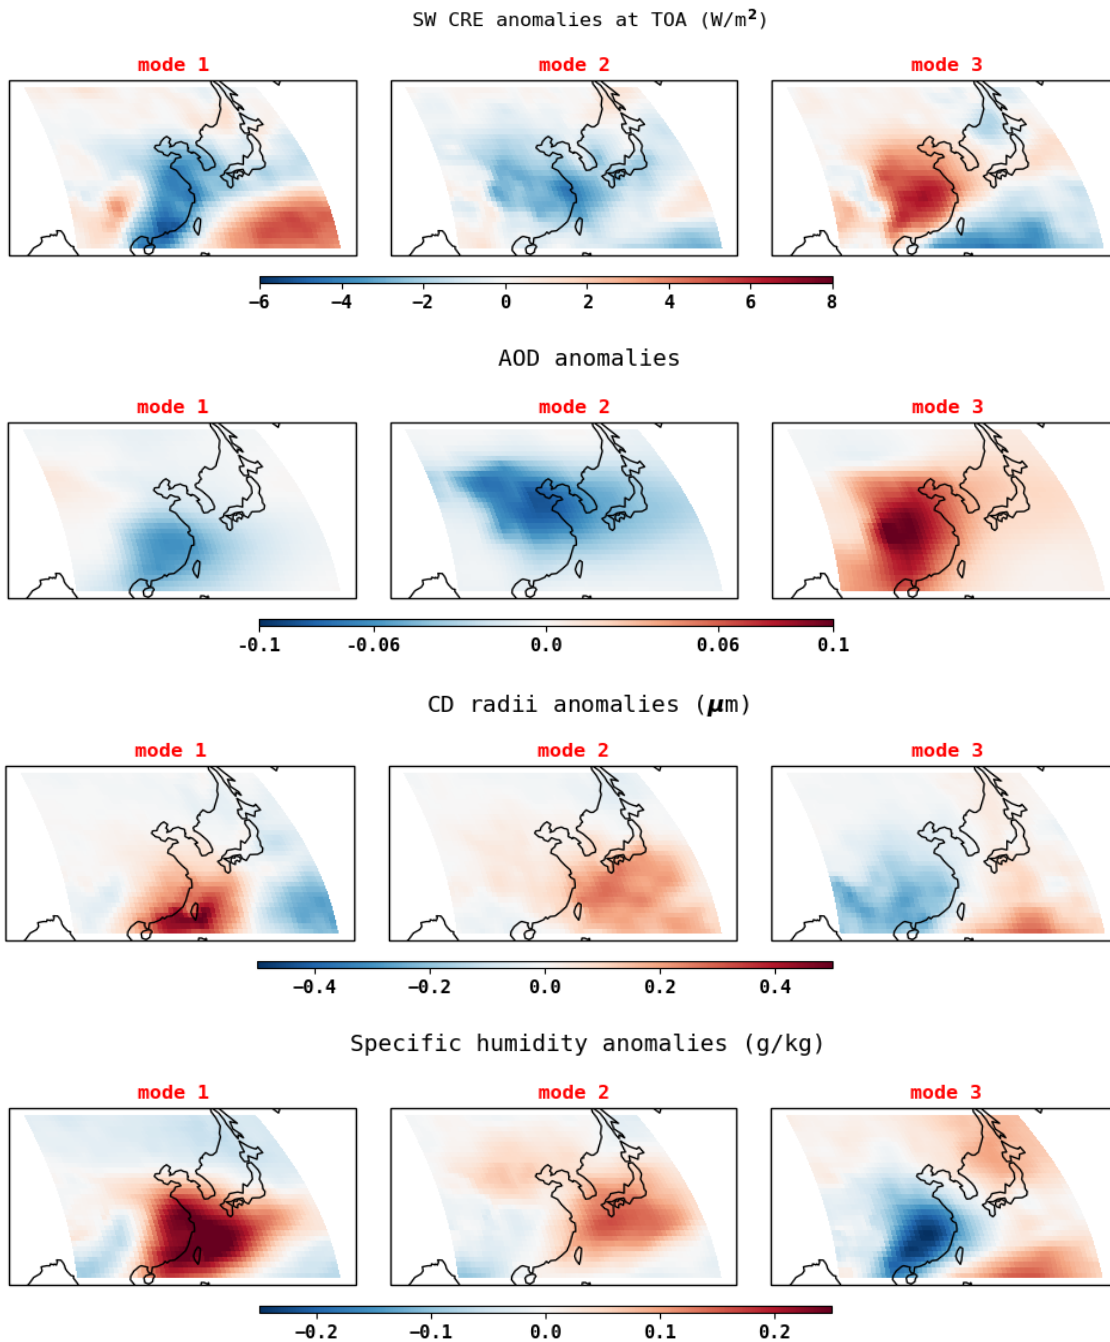 SW CRE anomalies at TOA (W/m²)
mode 1 mode 2 mode 3
−6 −4 −2 0 2 4 6 8
AOD anomalies
mode 1 mode 2 mode 3
-0.1 -0.06 0.0 0.06 0.1
CD radii anomalies (μm)
mode 1 mode 2 mode 3
−0.4 −0.2 0.0 0.2 0.4
Specific humidity anomalies (g/kg)
mode 1 mode 2 mode 3
−0.2 −0.1 0.0 0.1 0.2